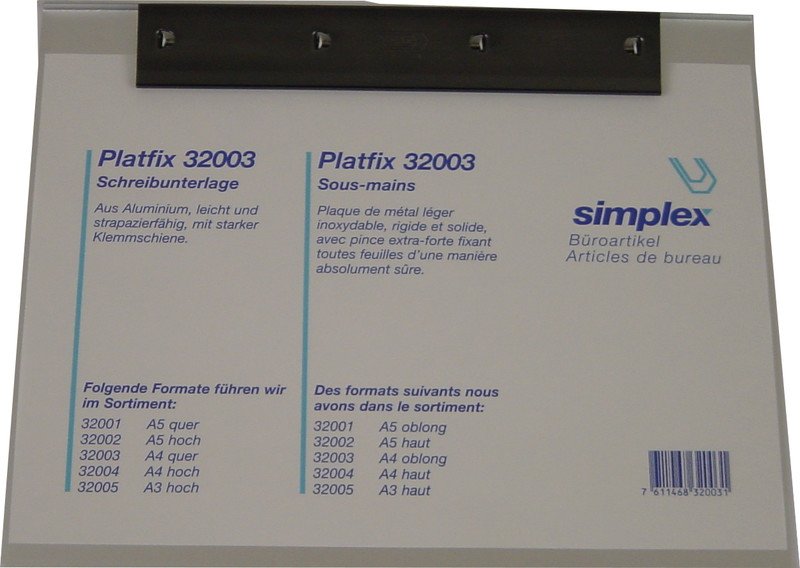 Platfix 32003
Schreibunterlage
Aus Aluminium, leicht und
strapazierfähig, mit starker
Klemmschiene.
Folgende Formate führen wir
im Sortiment:
32001 A5 quer
32002 A5 hoch
32003 A4 quer
32004 A4 hoch
32005 A3 hoch
Platfix 32003
Sous-mains
Plaque de métal léger
inoxydable, rigide et solide,
avec pince extra-forte fixant
toutes feuilles d'une manière
absolument sûre.
Des formats suivants nous
avons dans le sortiment:
32001 A5 oblong
32002 A5 haut
32003 A4 oblong
32004 A4 haut
32005 A3 haut
simplex
Büroartikel
Articles de bureau
7 611468 320031